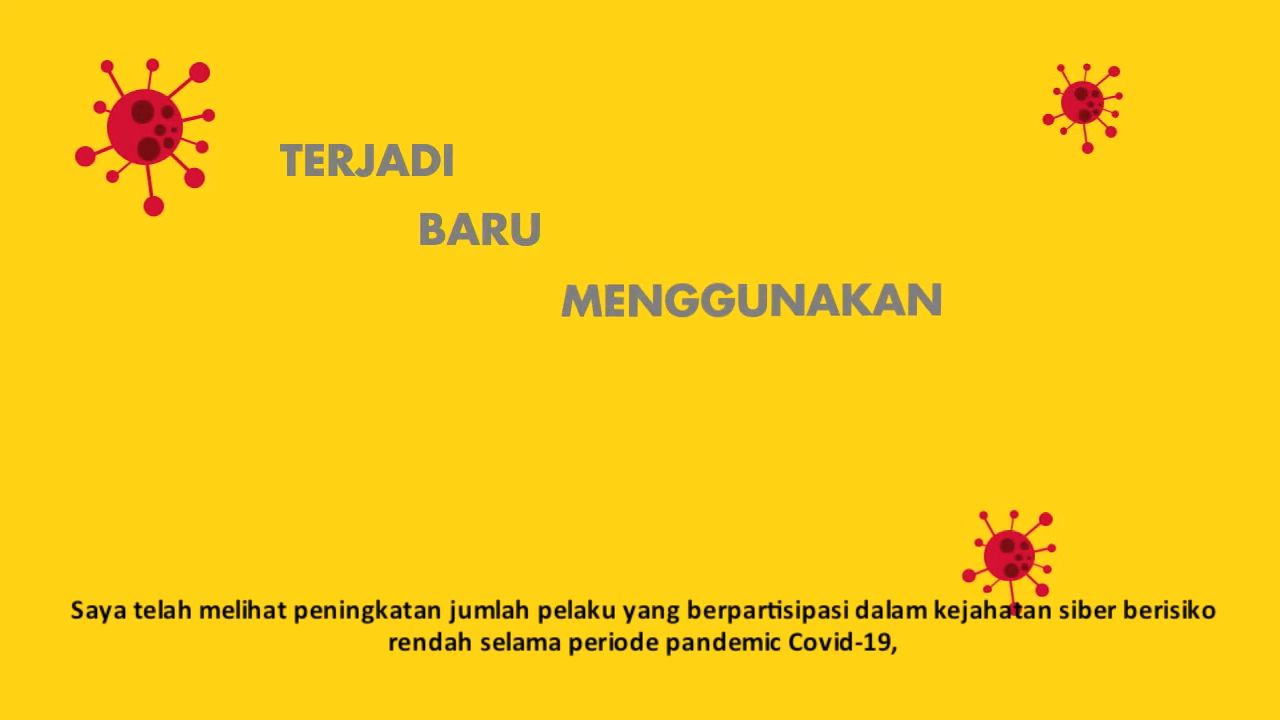 TERJADI
BARU
MENGGUNAKAN
Saya telah melihat peningkatan jumlah pelaku yang berpartisipasi dalam kejahatan siber berisiko
rendah selama periode pandemic Covid-19,